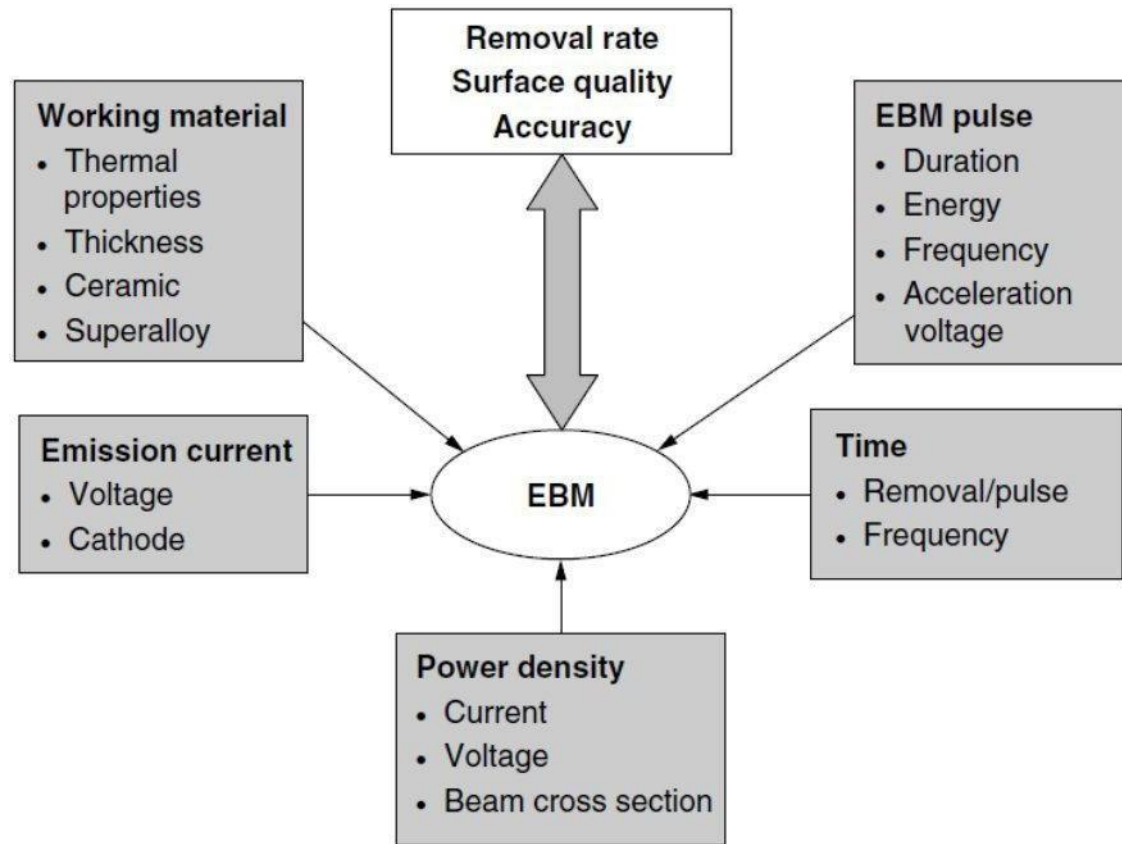 Removal rate
Surface quality
Accuracy
Working material
• Thermal
properties
• Thickness
• Ceramic
• Superalloy
EBM pulse
• Duration
• Energy
• Frequency
• Acceleration
voltage
Emission current
• Voltage
• Cathode
EBM
Time
• Removal/pulse
• Frequency
Power density
• Current
• Voltage
• Beam cross section